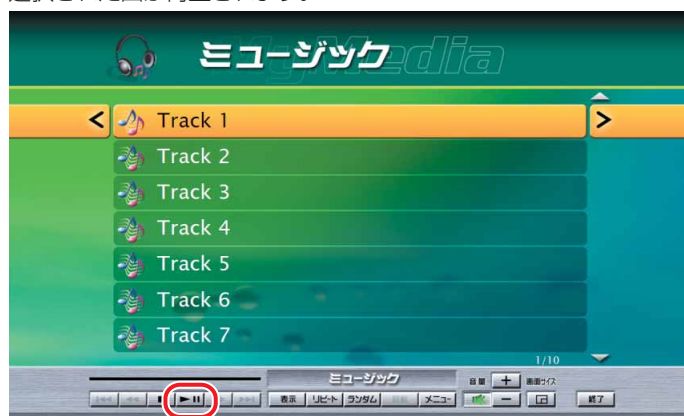 ミュージック
MyMedia
Track 1
Track 2
Track 3
Track 4
Track 5
Track 6
Track 7
1/10
ミュージック
音量
画面サイズ
表示
リピート
ランダム
メニュー
終了